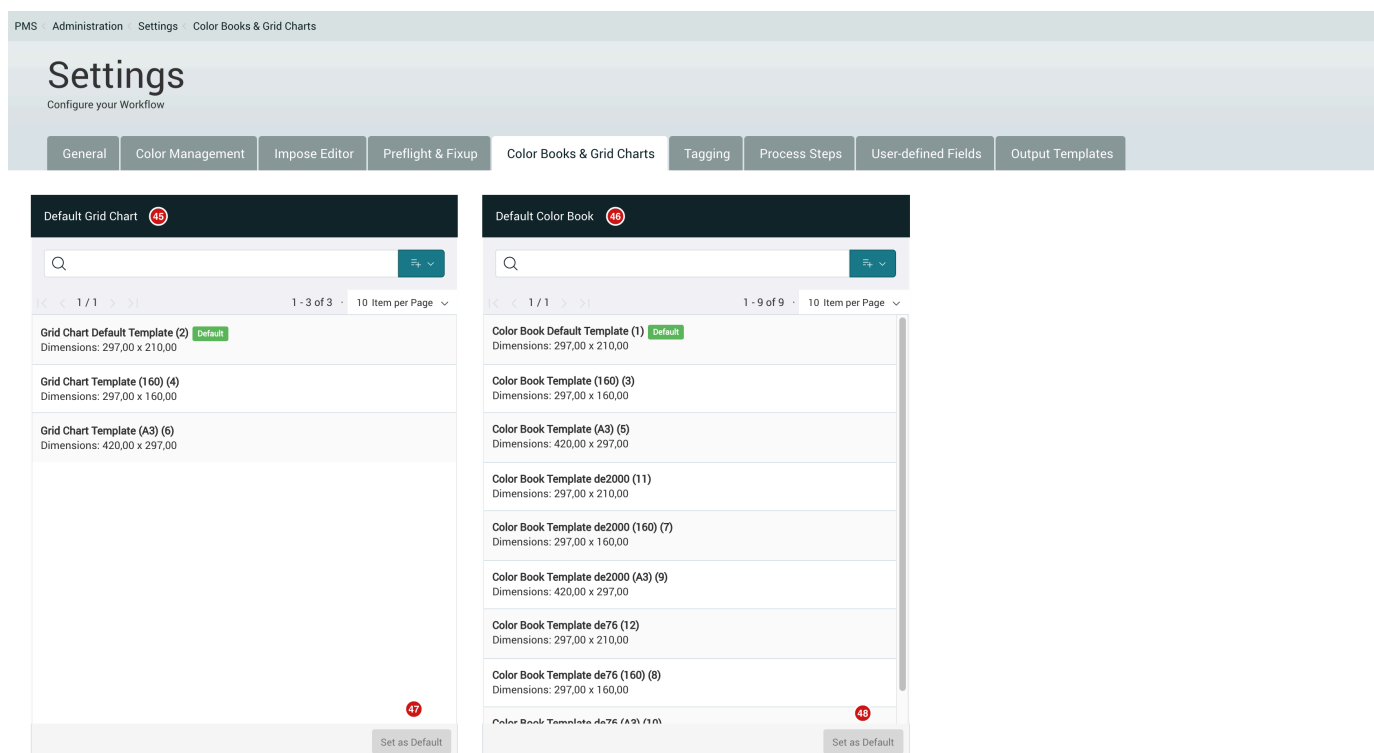 PMS Administration Settings Color Books & Grid Charts
Settings
Configure your Workflow
General Color Management Impose Editor Preflight & Fixup Color Books & Grid Charts Tagging Process Steps User-defined Fields Output Templates
Default Grid Chart 45
1 / 1 1 - 3 of 3 · 10 Item per Page
Grid Chart Default Template (2) Default
Dimensions: 297,00 x 210,00
Grid Chart Template (160) (4)
Dimensions: 297,00 x 160,00
Grid Chart Template (A3) (6)
Dimensions: 420,00 x 297,00
47
Set as Default
Default Color Book 46
1 / 1 1 - 9 of 9 · 10 Item per Page
Color Book Default Template (1) Default
Dimensions: 297,00 x 210,00
Color Book Template (160) (3)
Dimensions: 297,00 x 160,00
Color Book Template (A3) (5)
Dimensions: 420,00 x 297,00
Color Book Template de2000 (11)
Dimensions: 297,00 x 210,00
Color Book Template de2000 (160) (7)
Dimensions: 297,00 x 160,00
Color Book Template de2000 (A3) (9)
Dimensions: 420,00 x 297,00
Color Book Template de76 (12)
Dimensions: 297,00 x 210,00
Color Book Template de76 (160) (8)
Dimensions: 297,00 x 160,00
Color Book Template de76 (A3) (10)
48
Set as Default